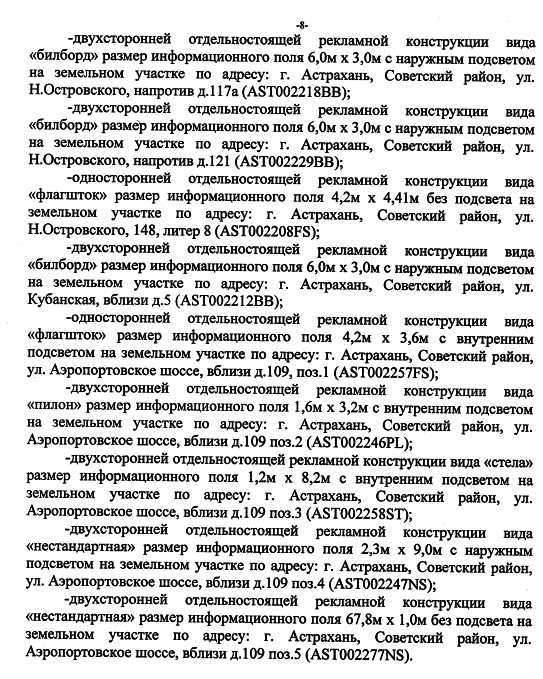 -8-
-двухсторонней отдельностоящей рекламной конструкции вида
«билборд» размер информационного поля 6,0м х 3,0м с наружным подсветом
на земельном участке по адресу: г. Астрахань, Советский район, ул.
Н.Островского, напротив д.117а (AST002218BB);
-двухсторонней отдельностоящей рекламной конструкции вида
«билборд» размер информационного поля 6,0м х 3,0м с наружным подсветом
на земельном участке по адресу: г. Астрахань, Советский район, ул.
Н.Островского, напротив д.121 (AST002229BB);
-односторонней отдельностоящей рекламной конструкции вида
«флагшток» размер информационного поля 4,2м х 4,41м без подсвета на
земельном участке по адресу: г. Астрахань, Советский район, ул.
Н.Островского, 148, литер 8 (AST002208FS);
-двухсторонней отдельностоящей рекламной конструкции вида
«билборд» размер информационного поля 6,0м х 3,0м с наружным подсветом
на земельном участке по адресу: г. Астрахань, Советский район, ул.
Кубанская, вблизи д.5 (AST002212BB);
-односторонней отдельностоящей рекламной конструкции вида
«флагшток» размер информационного поля 4,2м х 3,6м с внутренним
подсветом на земельном участке по адресу: г. Астрахань, Советский район,
ул. Аэропортовское шоссе, вблизи д.109, поз.1 (AST002257FS);
-двухсторонней отдельностоящей рекламной конструкции вида
«пилон» размер информационного поля 1,6м х 3,2м с внутренним подсветом
на земельном участке по адресу: г. Астрахань, Советский район, ул.
Аэропортовское шоссе, вблизи д.109 поз.2 (AST002246PL);
-двухсторонней отдельностоящей рекламной конструкции вида «стела»
размер информационного поля 1,2м х 8,2м с внутренним подсветом на
земельном участке по адресу: г. Астрахань, Советский район, ул.
Аэропортовское шоссе, вблизи д.109 поз.3 (AST002258ST);
-двухсторонней отдельностоящей рекламной конструкции вида
«нестандартная» размер информационного поля 2,3м х 9,0м с наружным
подсветом на земельном участке по адресу: г. Астрахань, Советский район,
ул. Аэропортовское шоссе, вблизи д.109 поз.4 (AST002247NS);
-двухсторонней отдельностоящей рекламной конструкции вида
«нестандартная» размер информационного поля 67,8м х 1,0м без подсвета на
земельном участке по адресу: г. Астрахань, Советский район, ул.
Аэропортовское шоссе, вблизи д.109 поз.5 (AST002277NS).